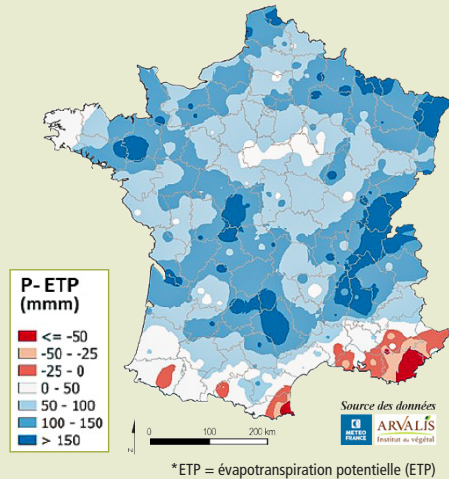 P- ETP
(mmm)
<= -50
-50 - -25
-25 - 0
0 - 50
50 - 100
100 - 150
> 150
0 100 200 km
N
Source des données
METEO
FRANCE
ARVALIS
Institut du végétal
*ETP = évapotranspiration potentielle (ETP)